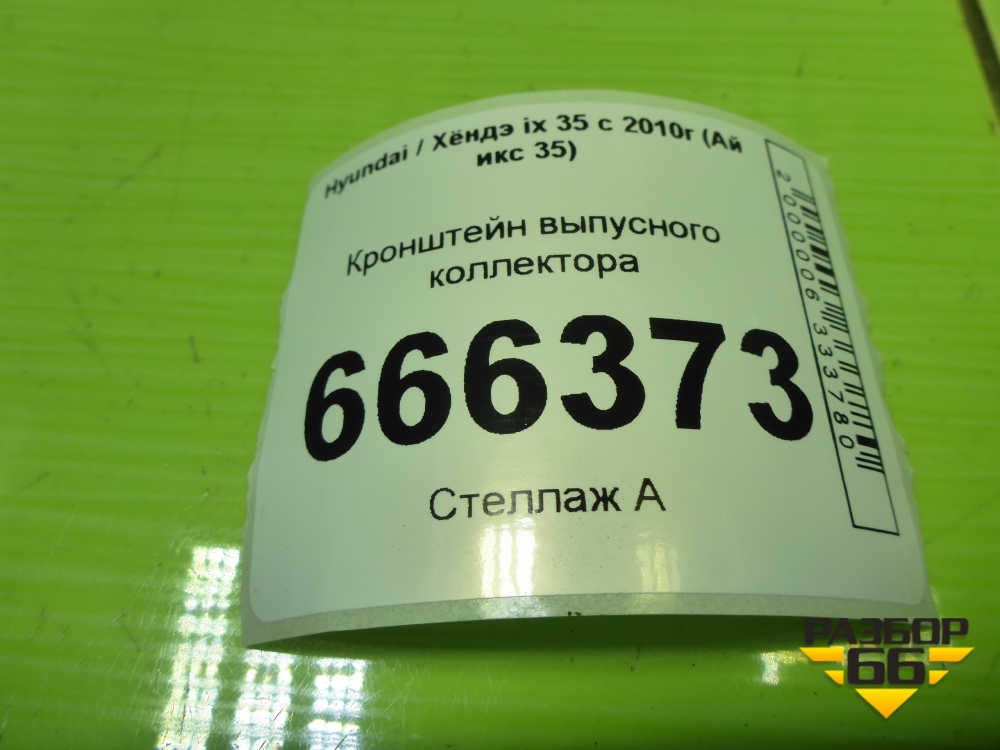 Hyundai / Хёндэ ix 35 с 2010г (Ай
икс 35)
Кронштейн выпусного
коллектора
666373
Стеллаж А
2000006333780
РАЗБОР
66